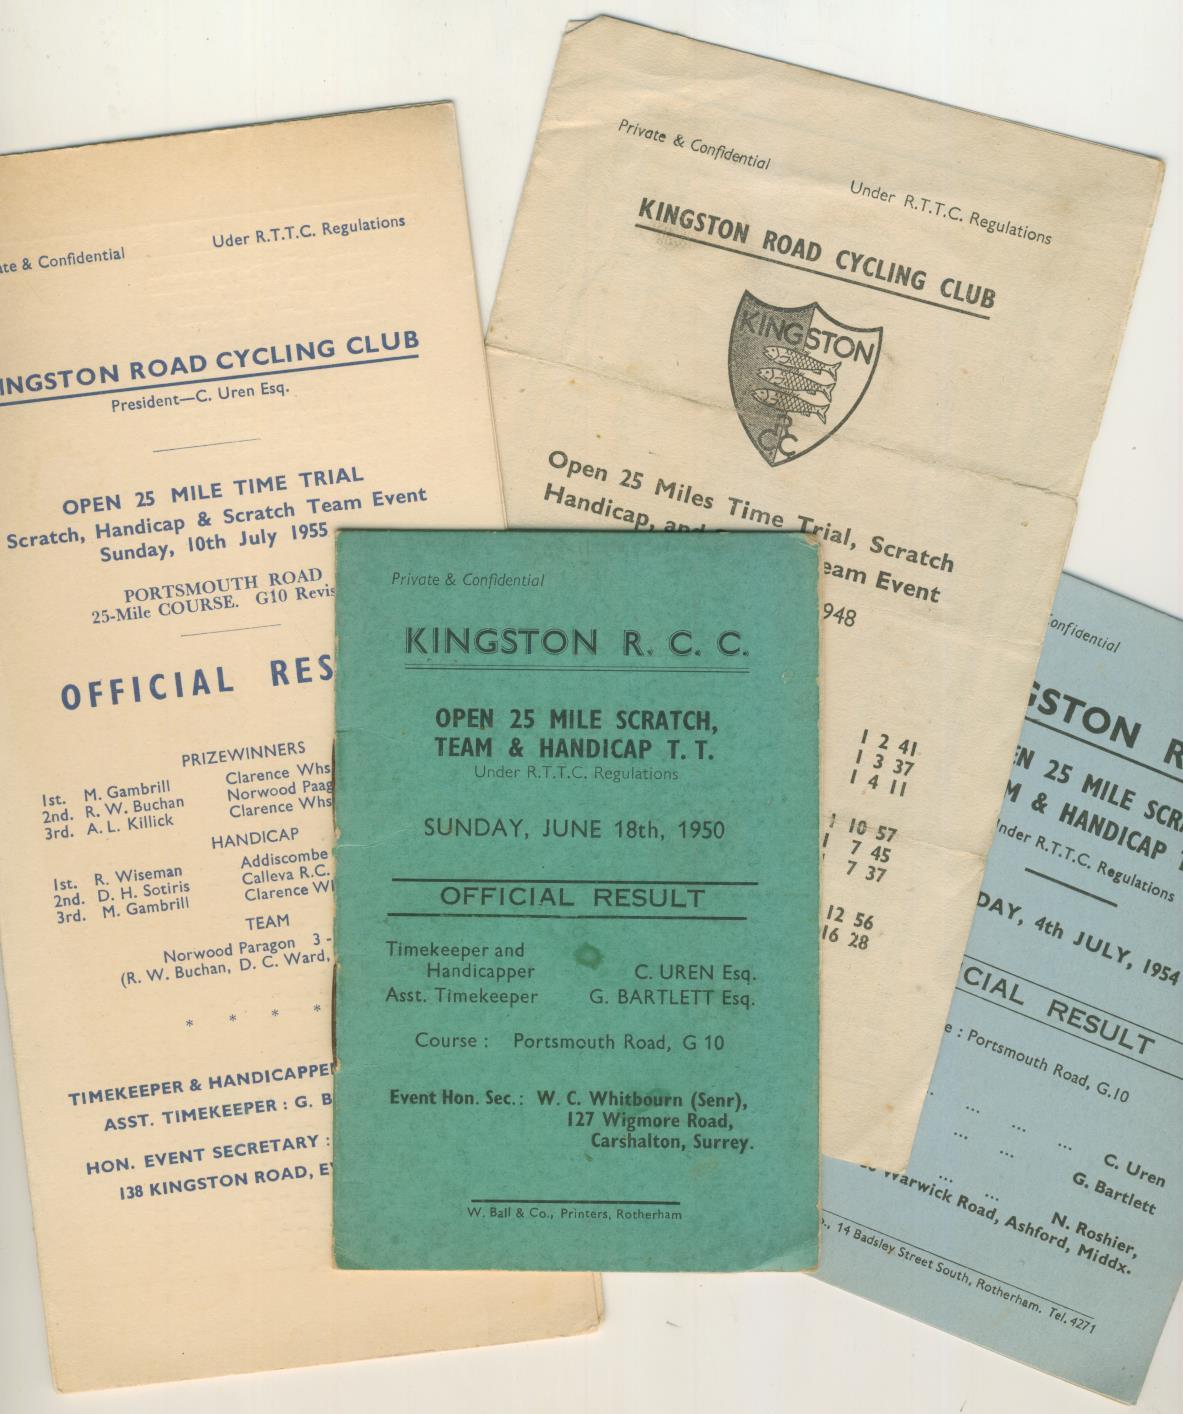 & Confidential
Uder R.T.T.C. Regulations
INGSTON ROAD CYCLING CLUB
President—C. Uren Esq.
OPEN 25 MILE TIME TRIAL
Scratch, Handicap & Scratch Team Event
Sunday, 10th July 1955
PORTSMOUTH ROAD
25-Mile COURSE. G10 Revis
OFFICIAL RES
PRIZEWINNERS
1st. M. Gambrill Clarence Whs
2nd. R. W. Buchan Norwood Paag
3rd. A. L. Killick Clarence Whs
HANDICAP
1st. R. Wiseman Addiscombe
2nd. D. H. Sotiris Calleva R.C.
3rd. M. Gambrill Clarence Wh
TEAM
Norwood Paragon 3 -
(R. W. Buchan, D. C. Ward,
* * * *
TIMEKEEPER & HANDICAPPE
ASST. TIMEKEEPER : G. B
HON. EVENT SECRETARY :
138 KINGSTON ROAD, E
Private & Confidential
Under R.T.T.C. Regulations
KINGSTON ROAD CYCLING CLUB
KINGSTON
R
C C
Open 25 Miles Time Trial, Scratch
Handicap, and
eam Event
948
1 2 41
1 3 37
1 4 11
1 10 57
1 7 45
7 37
12 56
16 28
Private & Confidential
KINGSTON R. C. C.
OPEN 25 MILE SCRATCH,
TEAM & HANDICAP T. T.
Under R.T.T.C. Regulations
SUNDAY, JUNE 18th, 1950
OFFICIAL RESULT
Timekeeper and
Handicapper C. UREN Esq.
Asst. Timekeeper G. BARTLETT Esq.
Course : Portsmouth Road, G 10
Event Hon. Sec.: W. C. Whitbourn (Senr),
127 Wigmore Road,
Carshalton, Surrey.
W. Ball & Co., Printers, Rotherham
onfidential
GSTON R
EN 25 MILE SCRA
M & HANDICAP T
nder R.T.T.C. Regulations
DAY, 4th JULY, 1954
CIAL RESULT
e : Portsmouth Road, G.10
... ... ... C. Uren
... ... G. Bartlett
... ... N. Roshier,
Warwick Road, Ashford, Middx.
o., 14 Badsley Street South, Rotherham. Tel. 4271